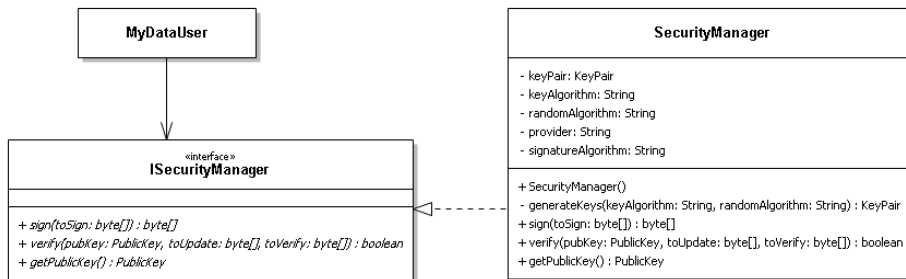 MyDataUser
«interface»
ISecurityManager
+ sign(toSign: byte[]) : byte[]
+ verify(pubKey: PublicKey, toUpdate: byte[], toVerify: byte[]) : boolean
+ getPublicKey() : PublicKey
SecurityManager
- keyPair: KeyPair
- keyAlgorithm: String
- randomAlgorithm: String
- provider: String
- signatureAlgorithm: String
+ SecurityManager()
- generateKeys(keyAlgorithm: String, randomAlgorithm: String) : KeyPair
+ sign(toSign: byte[]) : byte[]
+ verify(pubKey: PublicKey, toUpdate: byte[], toVerify: byte[]) : boolean
+ getPublicKey() : PublicKey